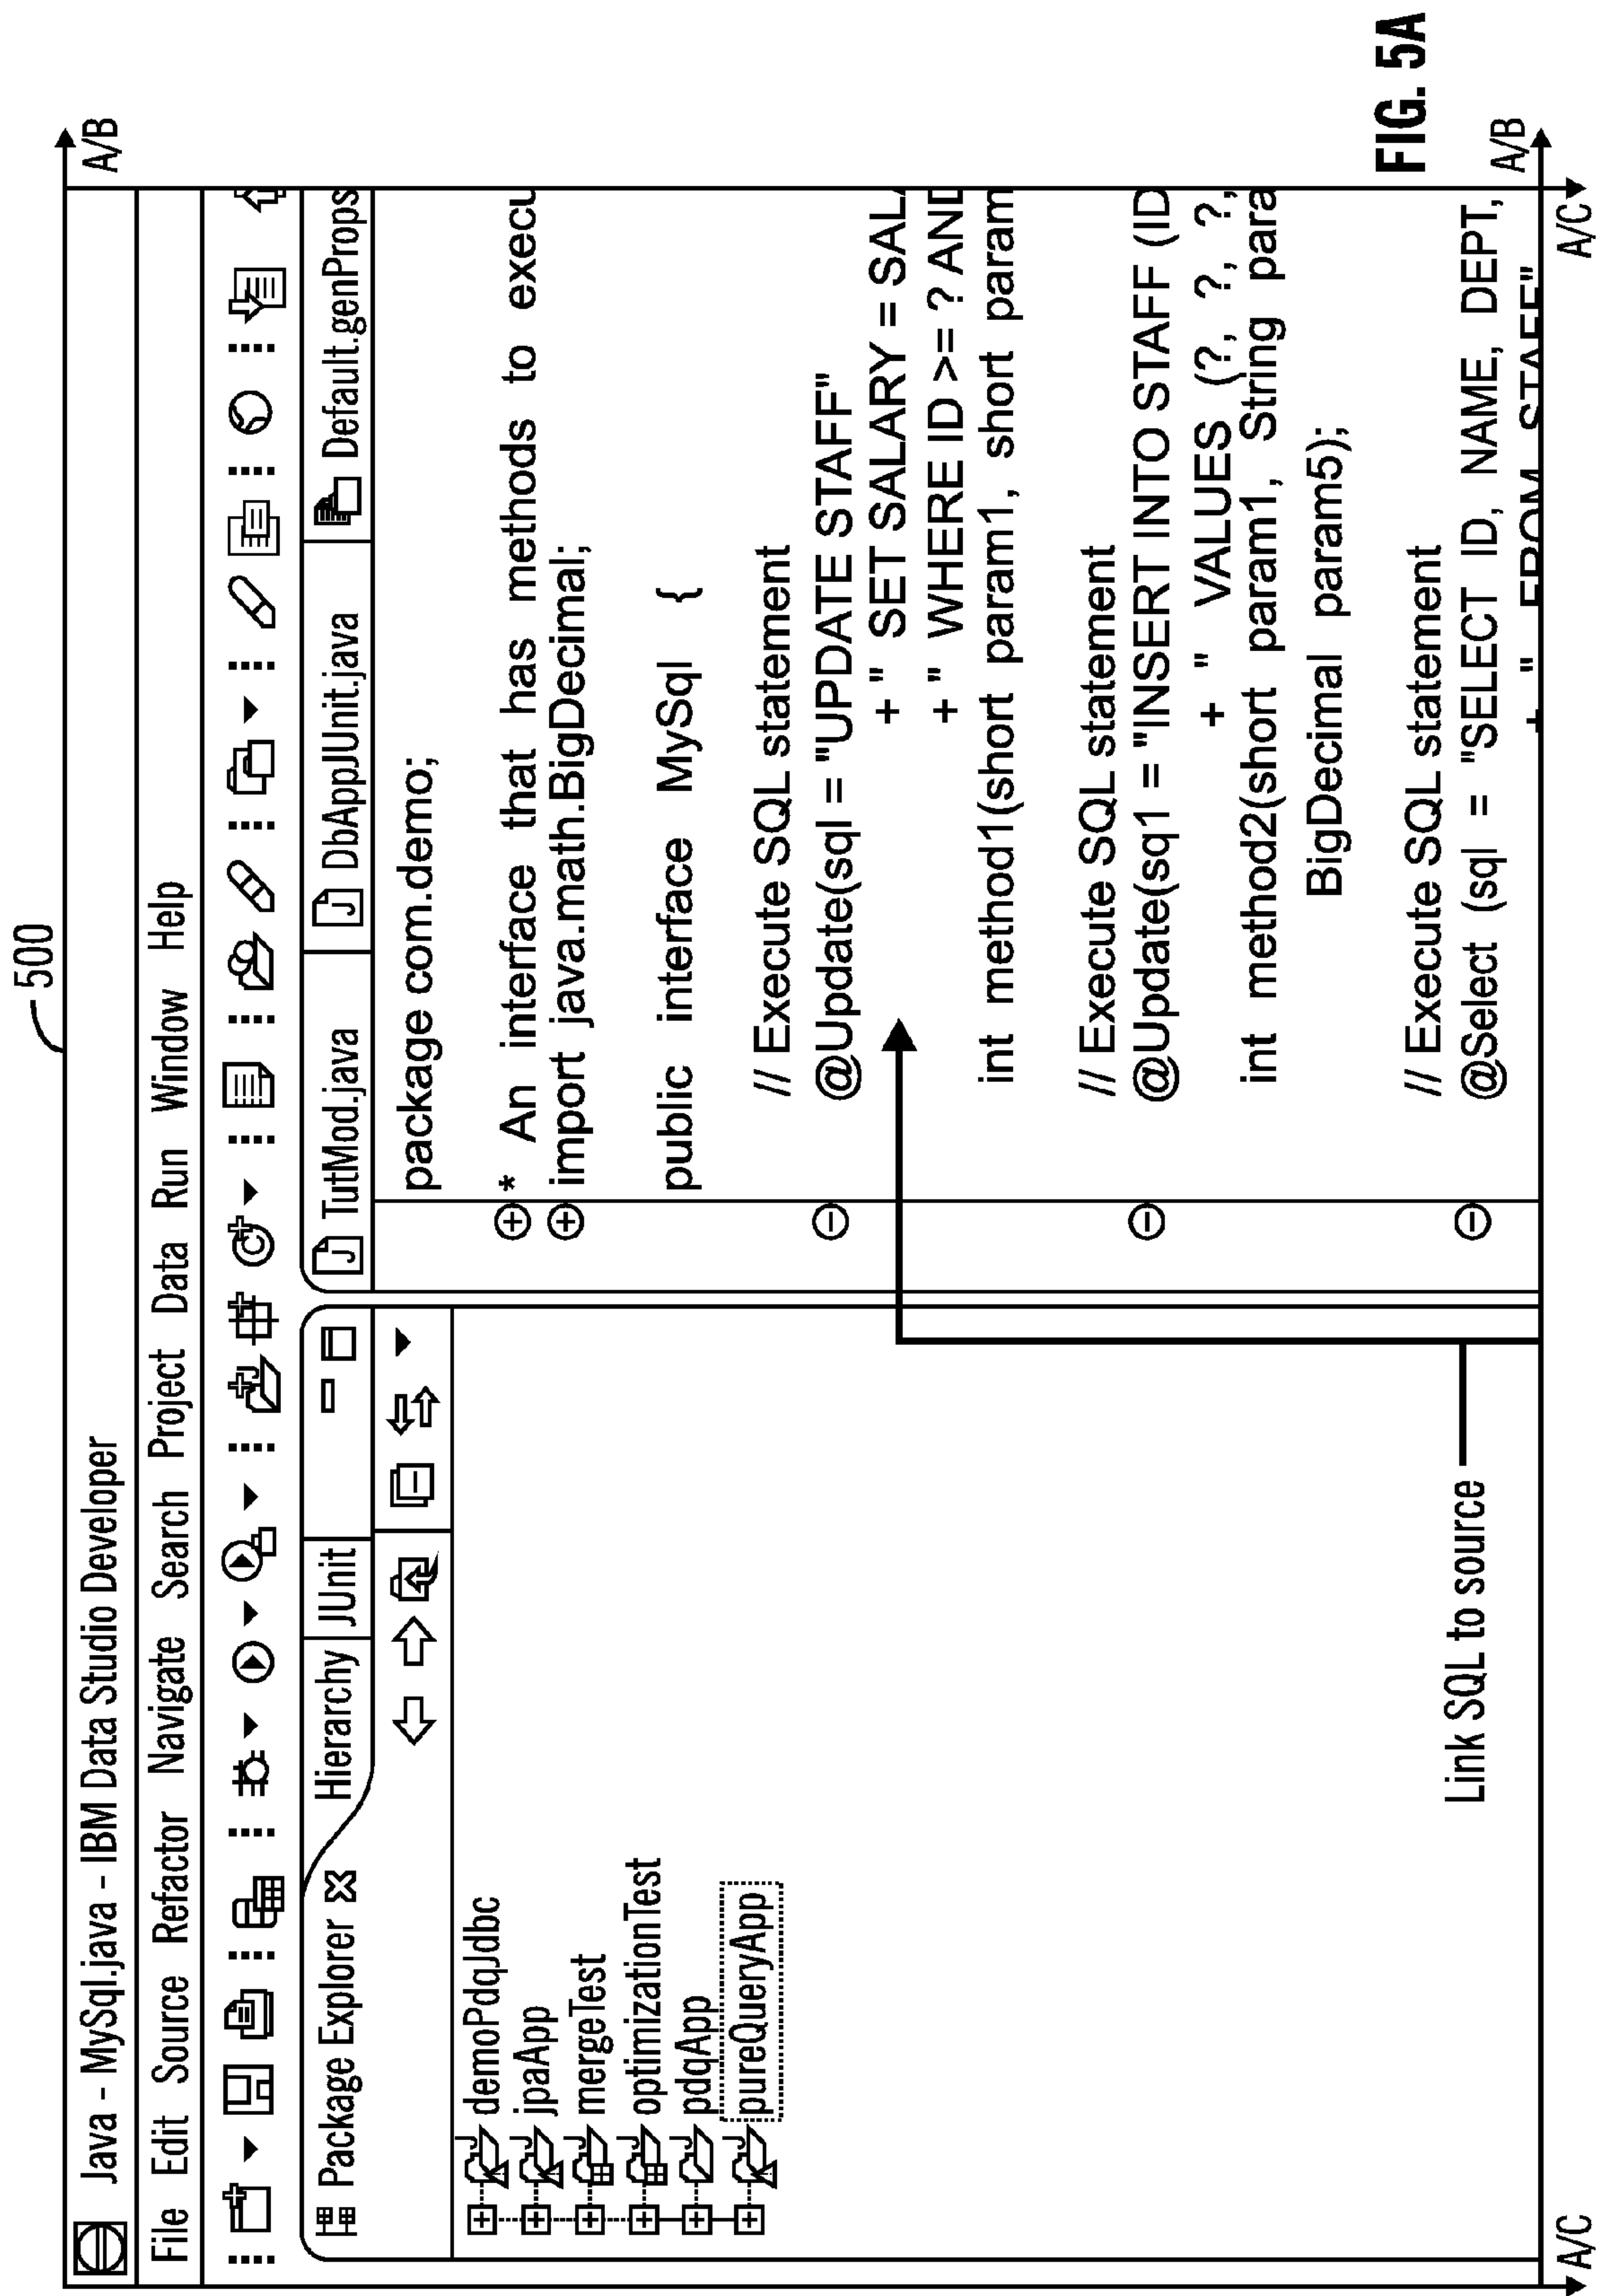 500
A/B
Java - MySql.java - IBM Data Studio Developer
File Edit Source Refactor Navigate Search Project Data Run Window Help
Package Explorer Hierarchy JUnit
demoPdqJdbc
jpaApp
mergeTest
optimizationTest
pdqApp
pureQueryApp
Link SQL to source
J TutMod.java J DbAppJUnit.java Default.genProps
package com.demo;
* An interface that has methods to execu
import java.math.BigDecimal;
public interface MySql {
// Execute SQL statement
@Update(sql = "UPDATE STAFF"
+ " SET SALARY = SAL
+ " WHERE ID >= ? AND
int method1(short param1, short param
// Execute SQL statement
@Update(sq1 = "INSERT INTO STAFF (ID
+ " VALUES (?, ?, ?, ?,
int method2(short param1, String para
BigDecimal param5);
// Execute SQL statement
@Select (sql = "SELECT ID, NAME, DEPT,
+ " FROM STAFF"
A/B
A/C
A/C
FIG. 5A